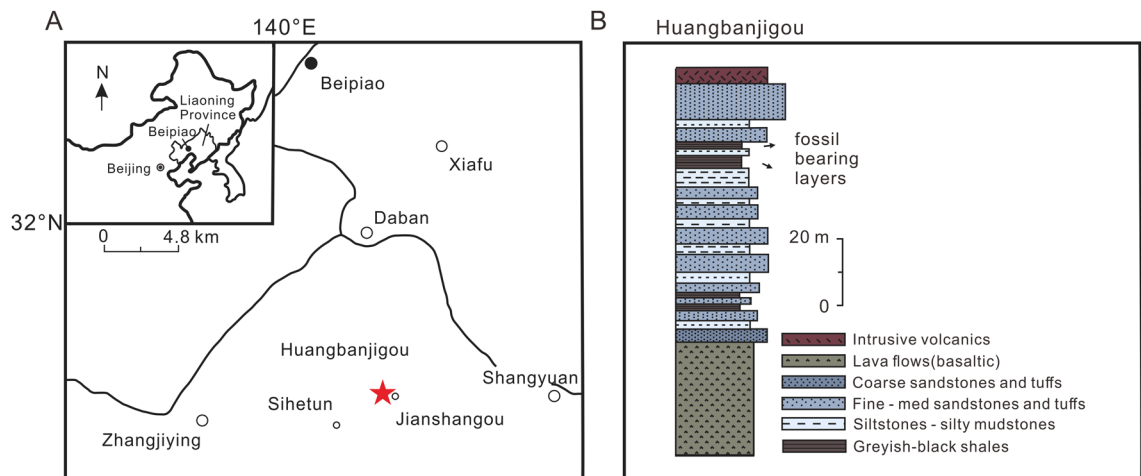 A
140°E
N
Liaoning
Province
Beipiao
Beijing
32°N
0 4.8 km
Beipiao
Xiafu
Daban
Huangbanjigou
Shangyuan
Sihetun
Jianshangou
Zhangjiying
B
Huangbanjigou
fossil
bearing
layers
20 m
0
Intrusive volcanics
Lava flows(basaltic)
Coarse sandstones and tuffs
Fine - med sandstones and tuffs
Siltstones - silty mudstones
Greyish-black shales